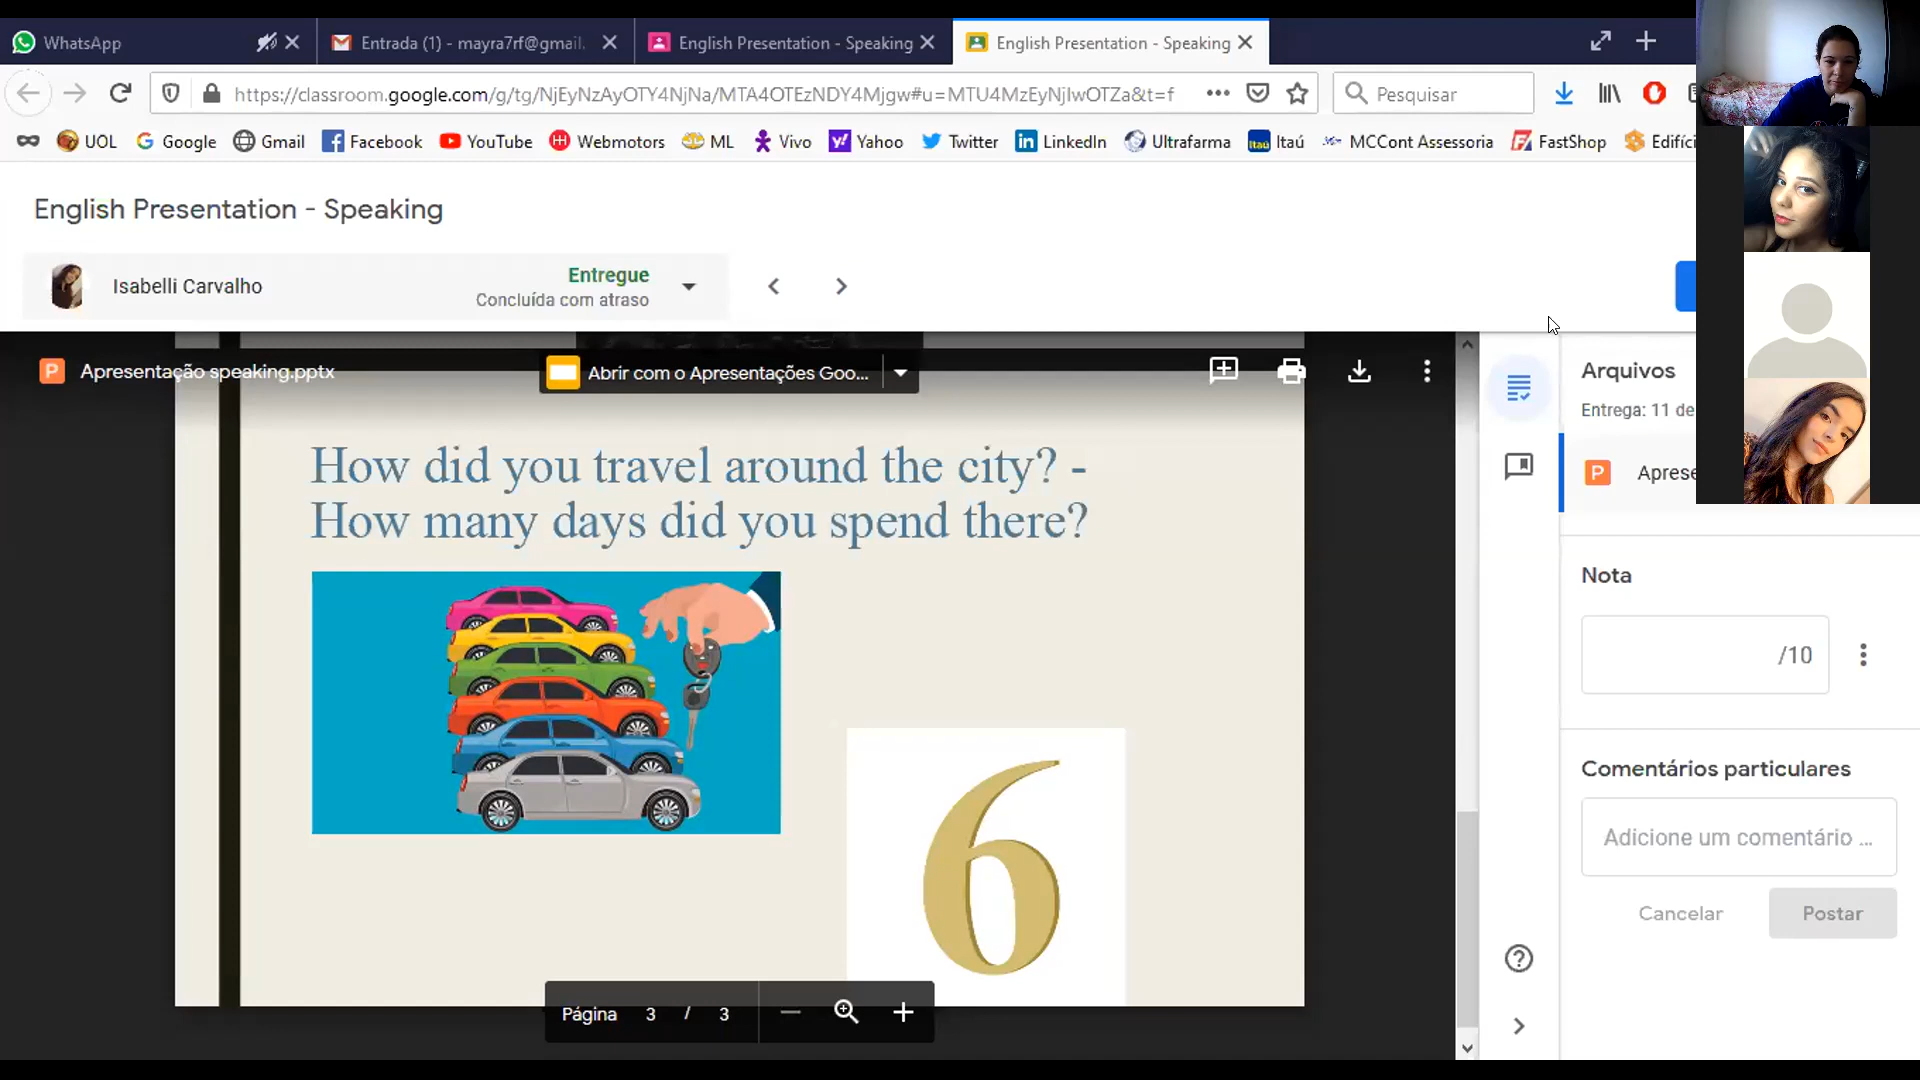 WhatsApp
Entrada (1) - mayra7rf@gmail.
English Presentation - Speaking
English Presentation - Speaking
https://classroom.google.com/g/tg/NjEyNzAyOTY4NjNa/MTA4OTEzNDY4Mjgw#u=MTU4MzEyNjIwOTZa&t=f
Pesquisar
UOL
Google
Gmail
Facebook
YouTube
Webmotors
ML
Vivo
Yahoo
Twitter
LinkedIn
Ultrafarma
Itaú
MCCont Assessoria
FastShop
Edifíci
English Presentation - Speaking
Isabelli Carvalho
Entregue
Concluída com atraso
Apresentação speaking.pptx
Abrir com o Apresentações Goo...
How did you travel around the city? -
How many days did you spend there?
6
Página 3 / 3
Arquivos
Entrega: 11 de
P Aprese
Nota
/10
Comentários particulares
Adicione um comentário ...
Cancelar
Postar